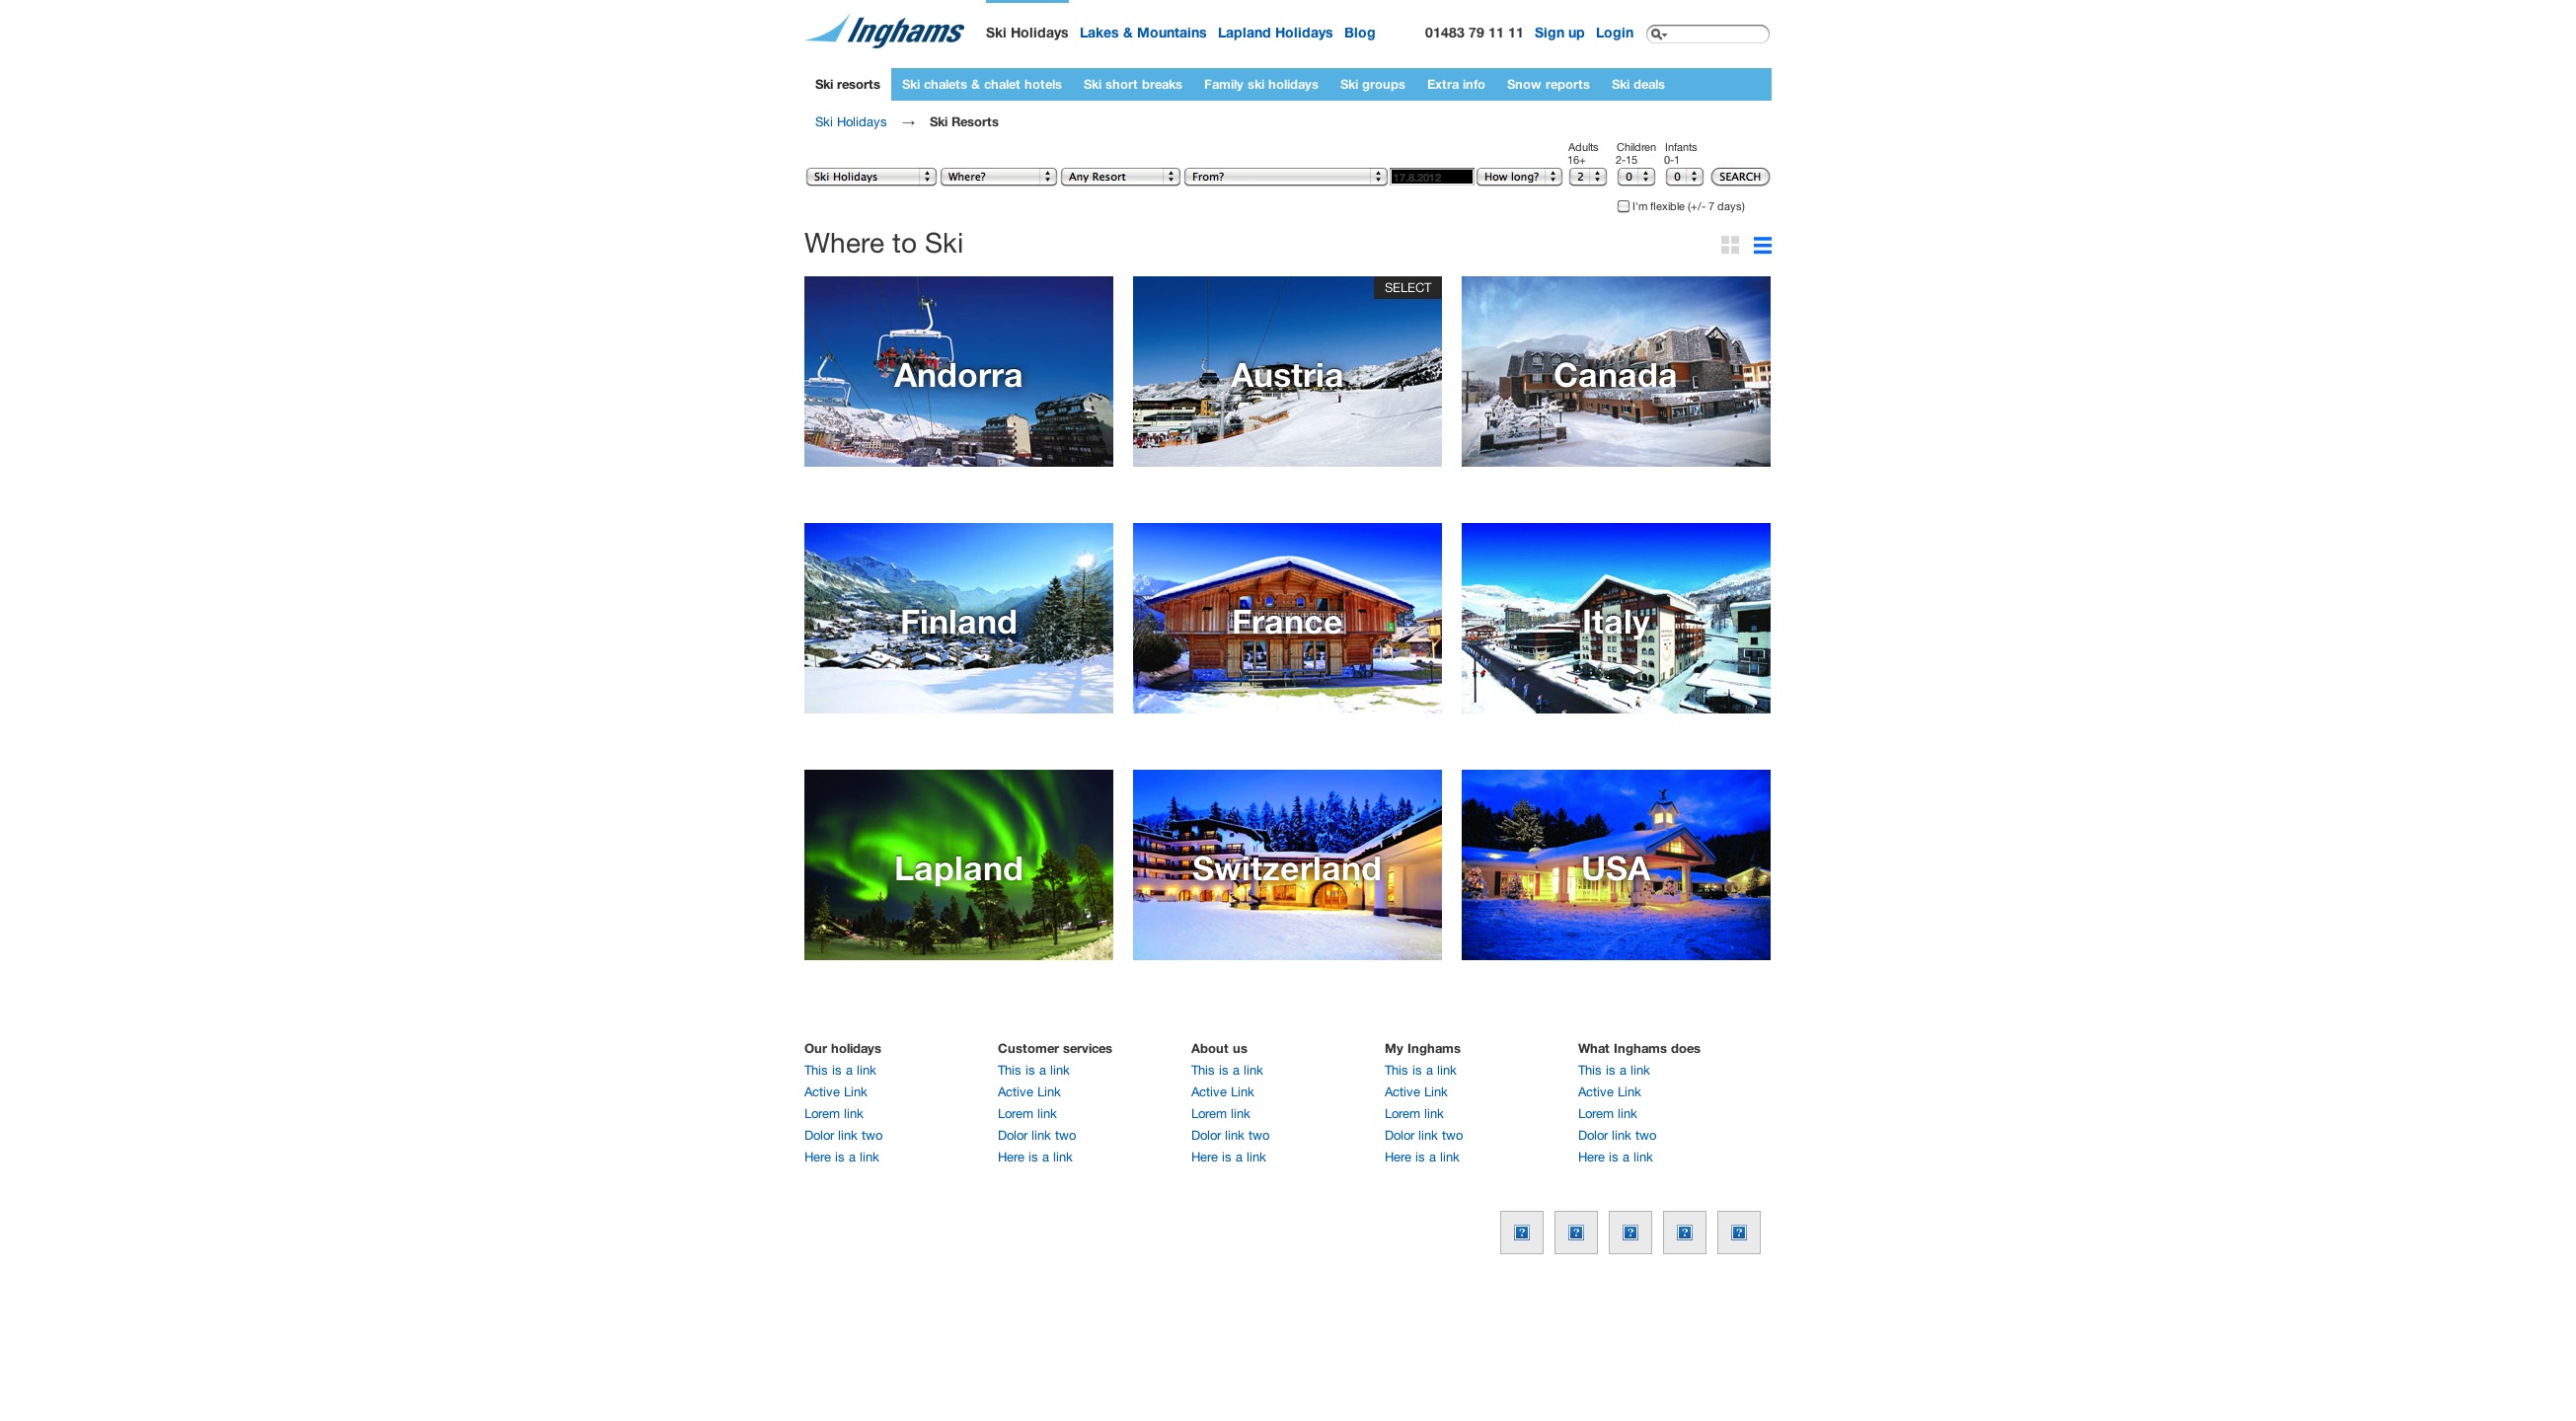 Inghams
Ski Holidays Lakes & Mountains Lapland Holidays Blog 01483 79 11 11 Sign up Login
Ski resorts Ski chalets & chalet hotels Ski short breaks Family ski holidays Ski groups Extra info Snow reports Ski deals
Ski Holidays → Ski Resorts
Adults Children Infants
16+ 2-15 0-1
Ski Holidays Where? Any Resort From? 17.8.2012 How long? 2 0 0 SEARCH
I'm flexible (+/- 7 days)
Where to Ski
SELECT
Andorra Austria Canada
Finland France Italy
Lapland Switzerland USA
Our holidays Customer services About us My Inghams What Inghams does
This is a link This is a link This is a link This is a link This is a link
Active Link Active Link Active Link Active Link Active Link
Lorem link Lorem link Lorem link Lorem link Lorem link
Dolor link two Dolor link two Dolor link two Dolor link two Dolor link two
Here is a link Here is a link Here is a link Here is a link Here is a link
? ? ? ? ?